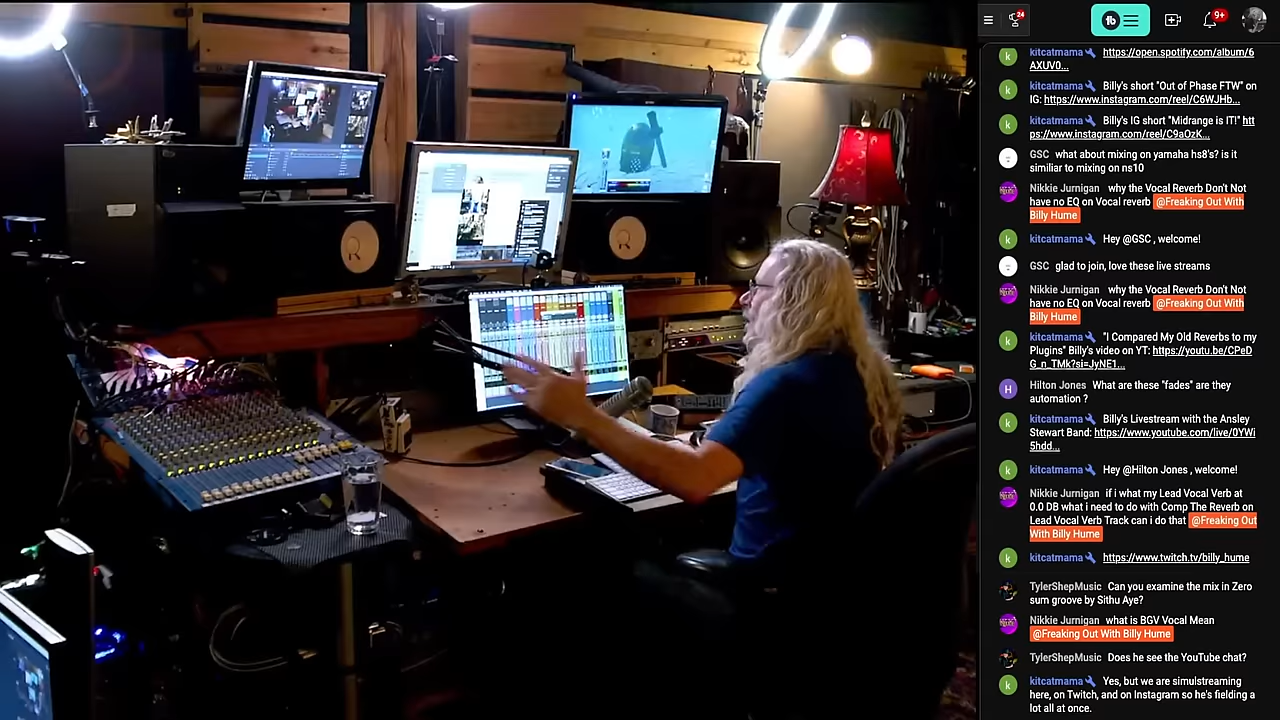 24
9+
kitcatmama https://open.spotify.com/album/6
AXUV0...
kitcatmama Billy's short "Out of Phase FTW" on
IG: https://www.instagram.com/reel/C6WJHb...
kitcatmama Billy's IG short "Midrange is IT!" htt
ps://www.instagram.com/reel/C9aOzK...
GSC what about mixing on yamaha hs8's? is it
similar to mixing on ns10
Nikkie Jurnigan why the Vocal Reverb Don't Not
have no EQ on Vocal reverb @Freaking Out With
Billy Hume
kitcatmama Hey @GSC , welcome!
GSC glad to join, love these live streams
Nikkie Jurnigan why the Vocal Reverb Don't Not
have no EQ on Vocal reverb @Freaking Out With
Billy Hume
kitcatmama "I Compared My Old Reverbs to my
Plugins" Billy's video on YT: https://youtu.be/CPeD
G_p_TMk?si=JyNE1...
Hilton Jones What are these "fades" are they
automation ?
kitcatmama Billy's Livestream with the Ansley
Stewart Band: https://www.youtube.com/live/0YWi
5hdd...
kitcatmama Hey @Hilton Jones , welcome!
Nikkie Jurnigan if i what my Lead Vocal Verb at
0.0 DB what i need to do with Comp The Reverb on
Lead Vocal Verb Track can i do that @Freaking Out
With Billy Hume
kitcatmama https://www.twitch.tv/billy_hume
TylerShepMusic Can you examine the mix in Zero
sum groove by Sithu Aye?
Nikkie Jurnigan what is BGV Vocal Mean
@Freaking Out With Billy Hume
TylerShepMusic Does he see the YouTube chat?
kitcatmama Yes, but we are simulstreaming
here, on Twitch, and on Instagram so he's fielding a
lot all at once.